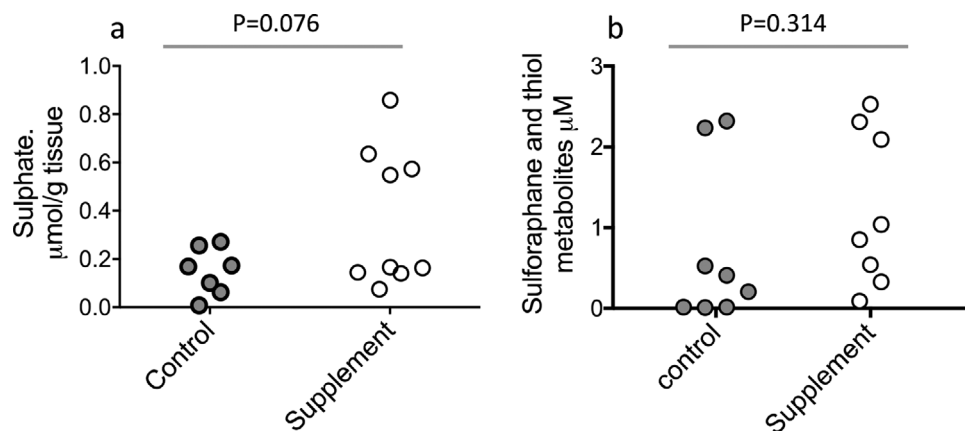 a
P=0.076
Sulphate.
µmol/g tissue
1.0
0.8
0.6
0.4
0.2
0.0
Control
Supplement
b
P=0.314
Sulforaphane and thiol
metabolites µM
3
2
1
0
control
Supplement